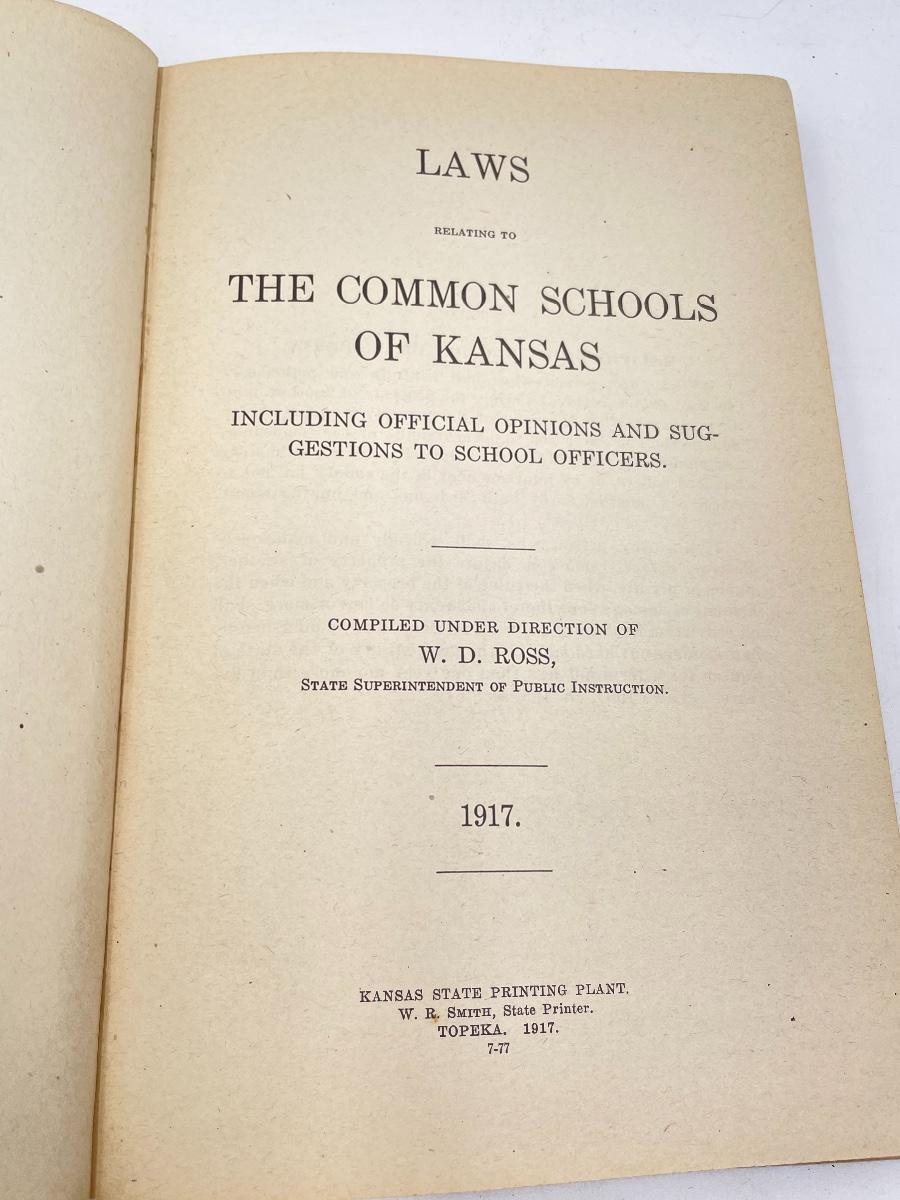 LAWS
RELATING TO
THE COMMON SCHOOLS
OF KANSAS
INCLUDING OFFICIAL OPINIONS AND SUG-
GESTIONS TO SCHOOL OFFICERS.
COMPILED UNDER DIRECTION OF
W. D. ROSS,
STATE SUPERINTENDENT OF PUBLIC INSTRUCTION.
1917.
KANSAS STATE PRINTING PLANT.
W. R. SMITH, State Printer.
TOPEKA. 1917.
7-77